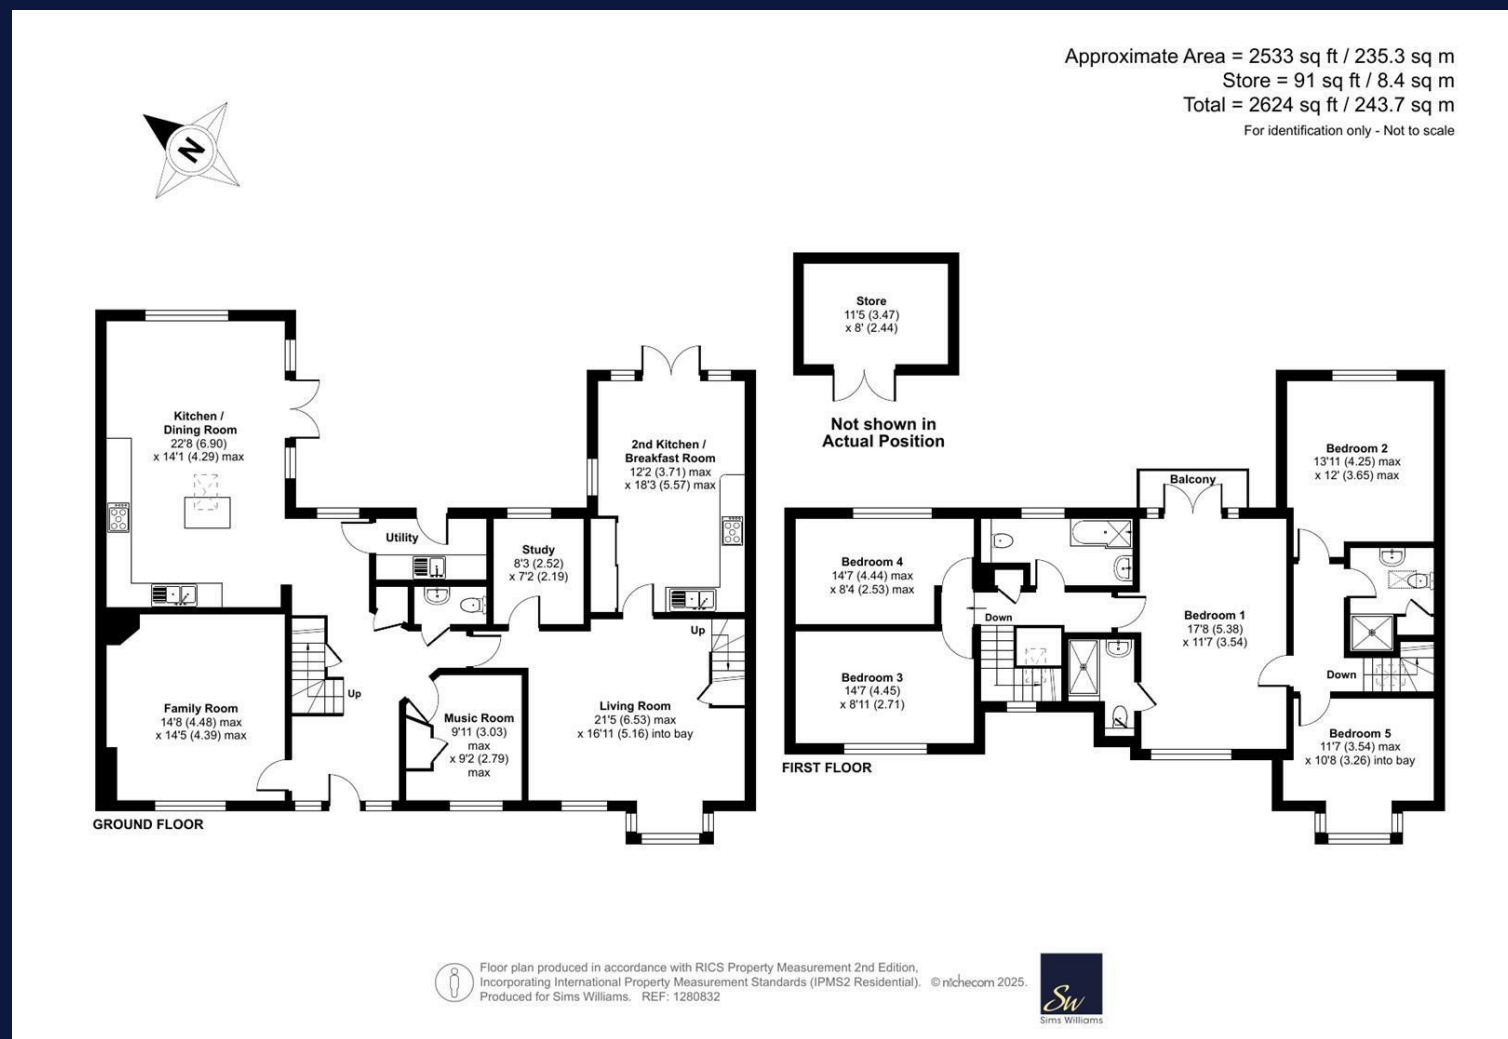 Approximate Area = 2533 sq ft / 235.3 sq m
Store = 91 sq ft / 8.4 sq m
Total = 2624 sq ft / 243.7 sq m
For identification only - Not to scale
N
Store
11'5 (3.47)
x 8' (2.44)
Not shown in
Actual Position
Kitchen /
Dining Room
22'8 (6.90)
x 14'1 (4.29) max
2nd Kitchen /
Breakfast Room
12'2 (3.71) max
x 18'3 (5.57) max
Utility
Study
8'3 (2.52)
x 7'2 (2.19)
Up
Up
Family Room
14'8 (4.48) max
x 14'5 (4.39) max
Music Room
9'11 (3.03)
max
x 9'2 (2.79)
max
Living Room
21'5 (6.53) max
x 16'11 (5.16) into bay
GROUND FLOOR
Balcony
Bedroom 2
13'11 (4.25) max
x 12' (3.65) max
Bedroom 4
14'7 (4.44) max
x 8'4 (2.53) max
Down
Bedroom 1
17'8 (5.38)
x 11'7 (3.54)
Bedroom 3
14'7 (4.45)
x 8'11 (2.71)
Down
Bedroom 5
11'7 (3.54) max
x 10'8 (3.26) into bay
FIRST FLOOR
Floor plan produced in accordance with RICS Property Measurement 2nd Edition,
Incorporating International Property Measurement Standards (IPMS2 Residential). © nichecom 2025.
Produced for Sims Williams. REF: 1280832
Sw
Sims Williams